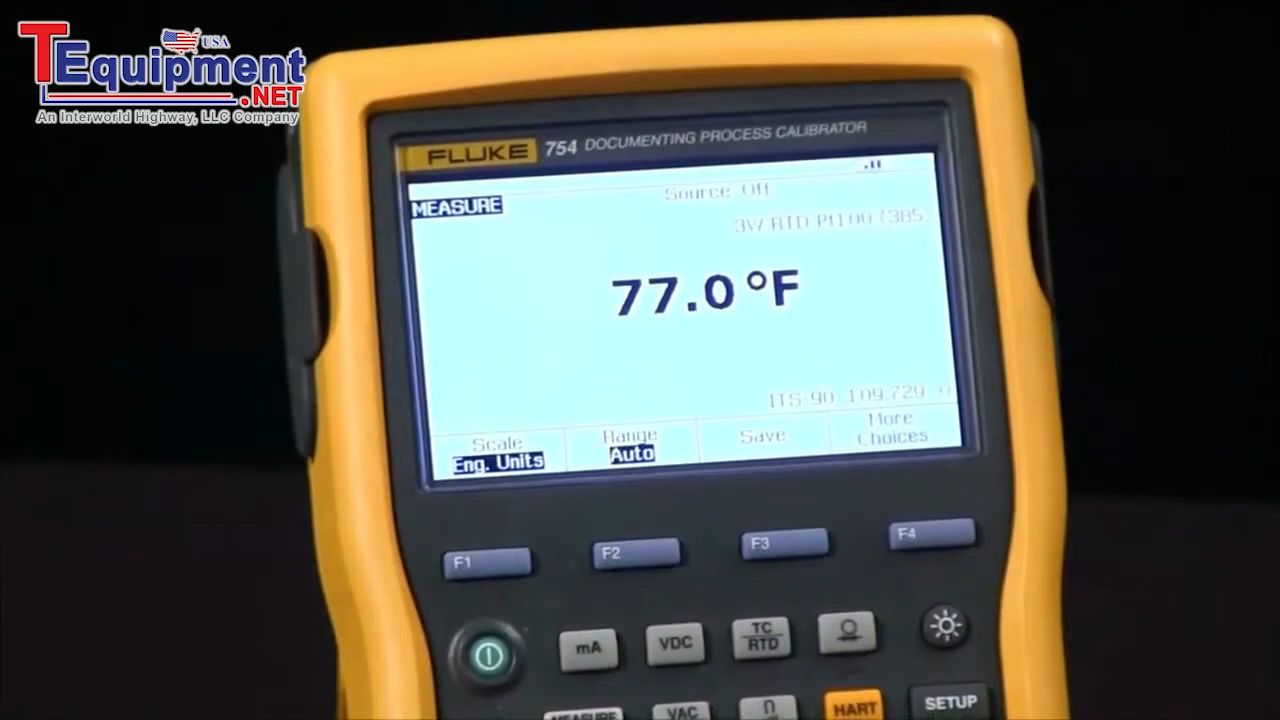 TEquipment USA
.NET
An Interworld Highway, LLC Company
FLUKE 754 DOCUMENTING PROCESS CALIBRATOR
Source Off
MEASURE
3W RTD Pt100 (385)
77.0°F
ITS-90 109.729
Scale Range Save More
Eng. Units Auto Choices
F1 F2 F3 F4
mA VDC TC
RTD
MEASURE VAC Ω HART SETUP